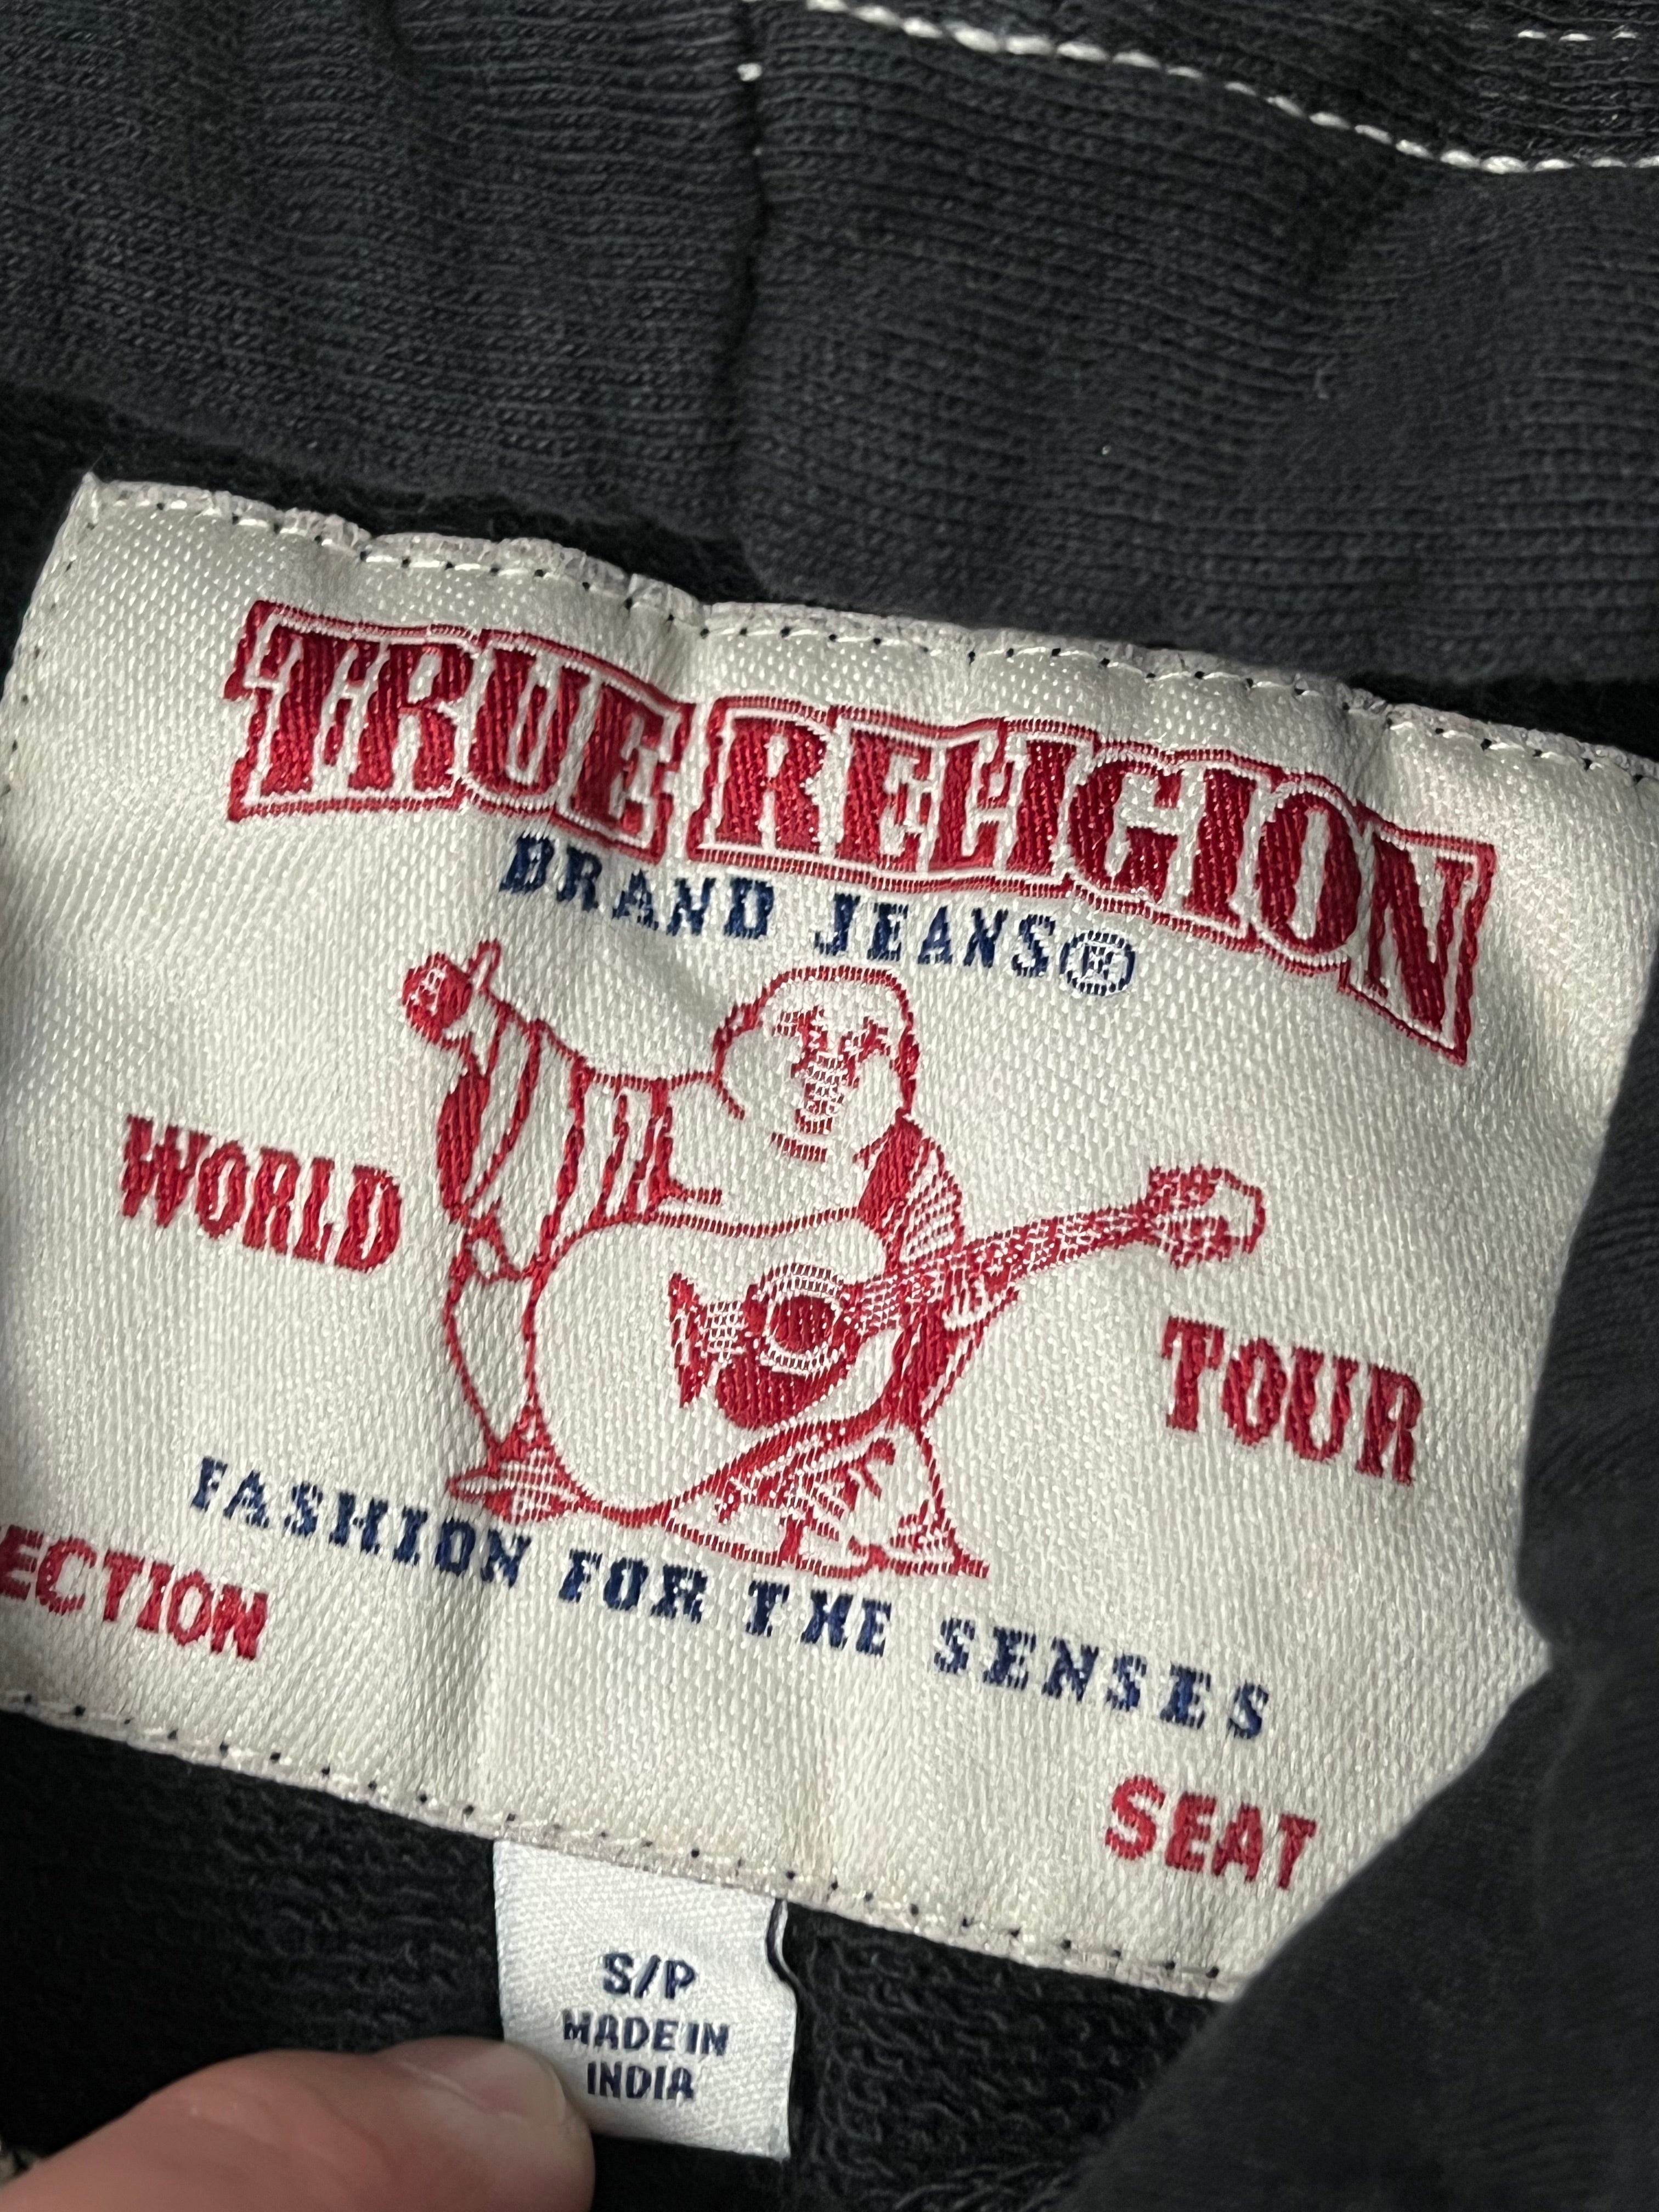 TRUE RELIGION
BRAND JEANS®
WORLD TOUR
FASHION FOR THE SENSES
ECTION SEAT
S/P
MADE IN
INDIA